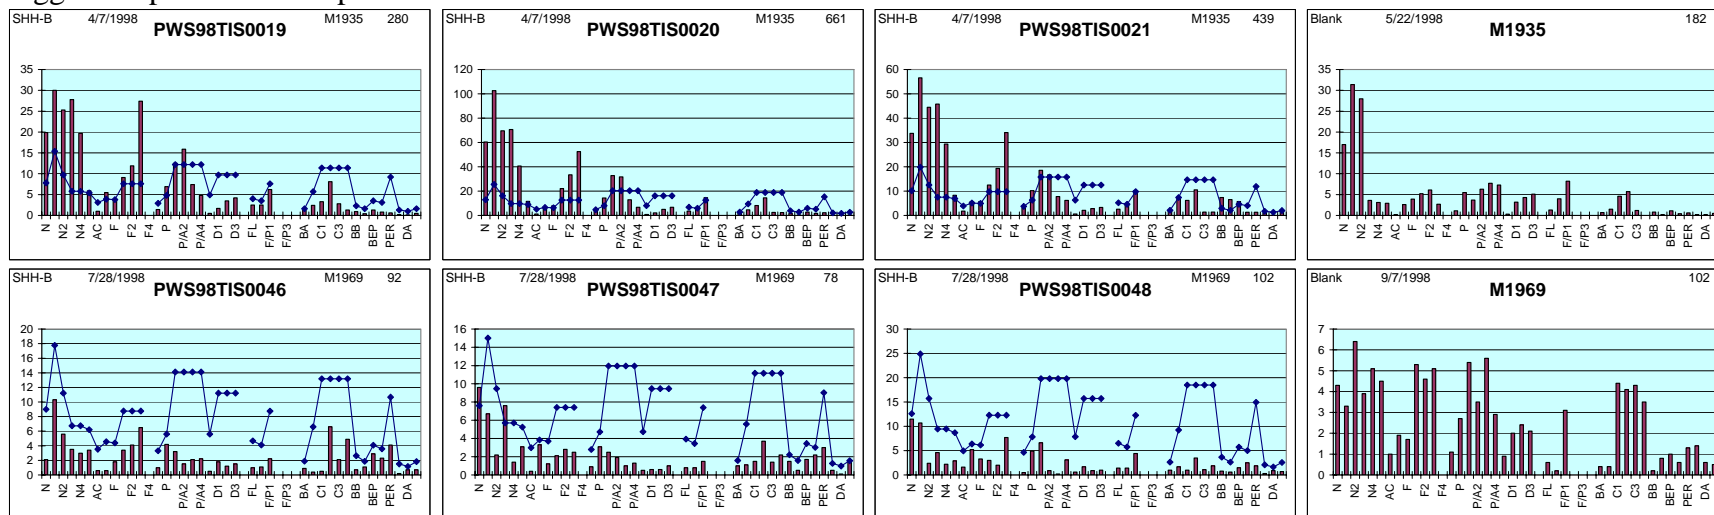 SHH-B 4/7/1998 M1935 280
PWS98TIS0019
35
30
25
20
15
10
5
0
N N2 N4 AC F F2 F4 P P/A2 P/A4 D1 D3 FL F/P1 F/P3 BA C1 C3 BB BEP PER DA
SHH-B 4/7/1998 M1935 661
PWS98TIS0020
120
100
80
60
40
20
0
N N2 N4 AC F F2 F4 P P/A2 P/A4 D1 D3 FL F/P1 F/P3 BA C1 C3 BB BEP PER DA
SHH-B 4/7/1998 M1935 439
PWS98TIS0021
60
50
40
30
20
10
0
N N2 N4 AC F F2 F4 P P/A2 P/A4 D1 D3 FL F/P1 F/P3 BA C1 C3 BB BEP PER DA
Blank 5/22/1998 182
M1935
35
30
25
20
15
10
5
0
N N2 N4 AC F F2 F4 P P/A2 P/A4 D1 D3 FL F/P1 F/P3 BA C1 C3 BB BEP PER DA
SHH-B 7/28/1998 M1969 92
PWS98TIS0046
20
18
16
14
12
10
8
6
4
2
0
N N2 N4 AC F F2 F4 P P/A2 P/A4 D1 D3 FL F/P1 F/P3 BA C1 C3 BB BEP PER DA
SHH-B 7/28/1998 M1969 78
PWS98TIS0047
16
14
12
10
8
6
4
2
0
N N2 N4 AC F F2 F4 P P/A2 P/A4 D1 D3 FL F/P1 F/P3 BA C1 C3 BB BEP PER DA
SHH-B 7/28/1998 M1969 102
PWS98TIS0048
30
25
20
15
10
5
0
N N2 N4 AC F F2 F4 P P/A2 P/A4 D1 D3 FL F/P1 F/P3 BA C1 C3 BB BEP PER DA
Blank 9/7/1998 102
M1969
7
6
5
4
3
2
1
0
N N2 N4 AC F F2 F4 P P/A2 P/A4 D1 D3 FL F/P1 F/P3 BA C1 C3 BB BEP PER DA